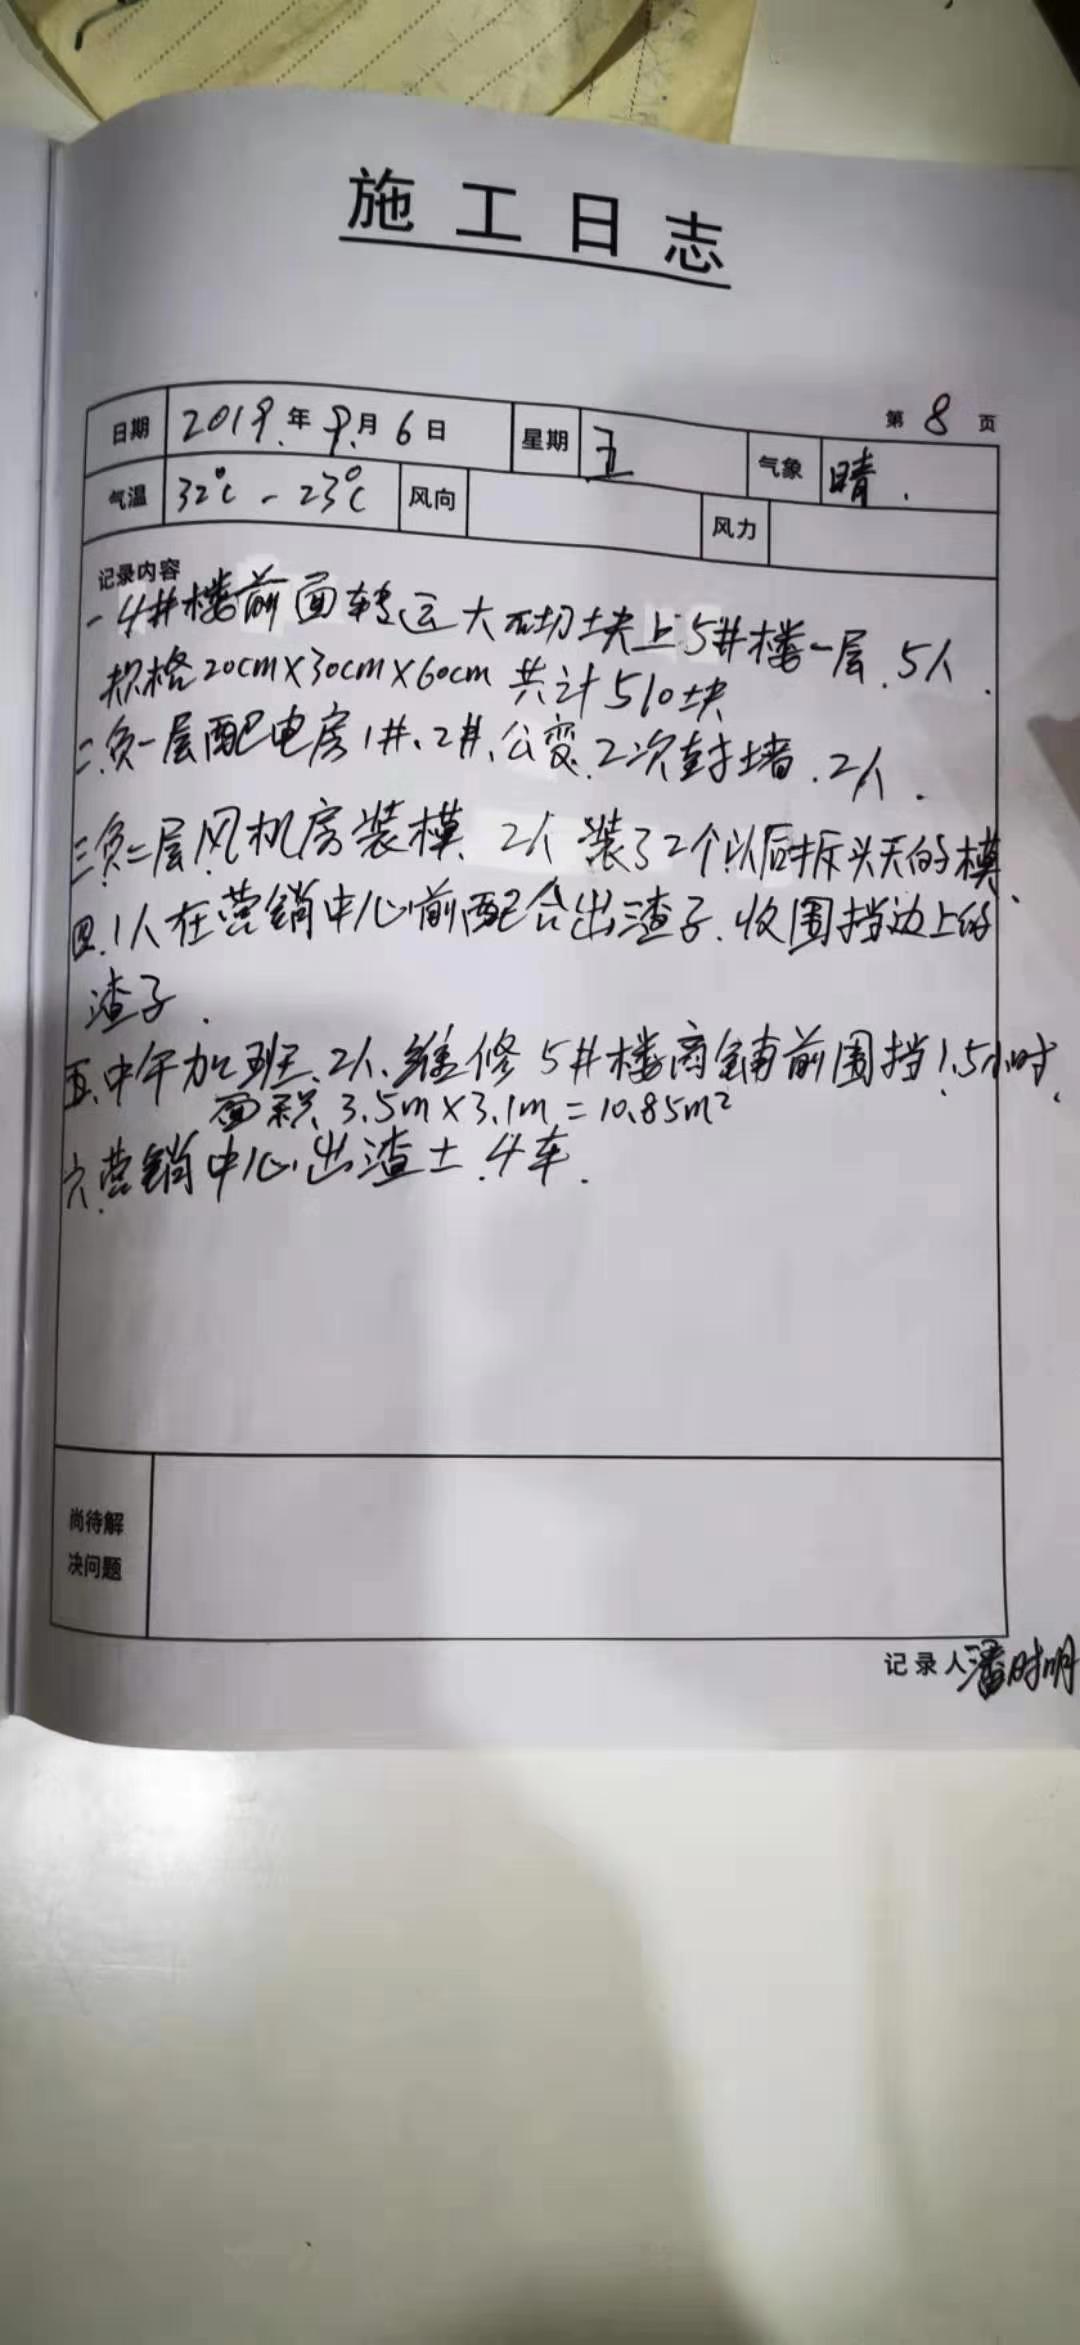 施工日志
第 8 页
日期 2019年9月6日 星期 五 气象 晴.
气温 32℃ - 23℃ 风向 风力
记录内容
一.4#楼前面转运大砌块上5#楼一层.5人.
规格20cm×30cm×60cm 共计510块
二.负一层配电房1#、2#、公变、2次封墙.2人.
三.负二层风机房装模、2人 装了2个以后拆头天的模、
四.1人在营销中心前配合出渣子.收围挡边上的
渣子.
五.中午加班、2人、维修5#楼商铺前围挡1.5小时、
面积、3.5m×3.1m=10.85m²
六.营销中心出渣土.4车.
尚待解
决问题
记录人 潘时明